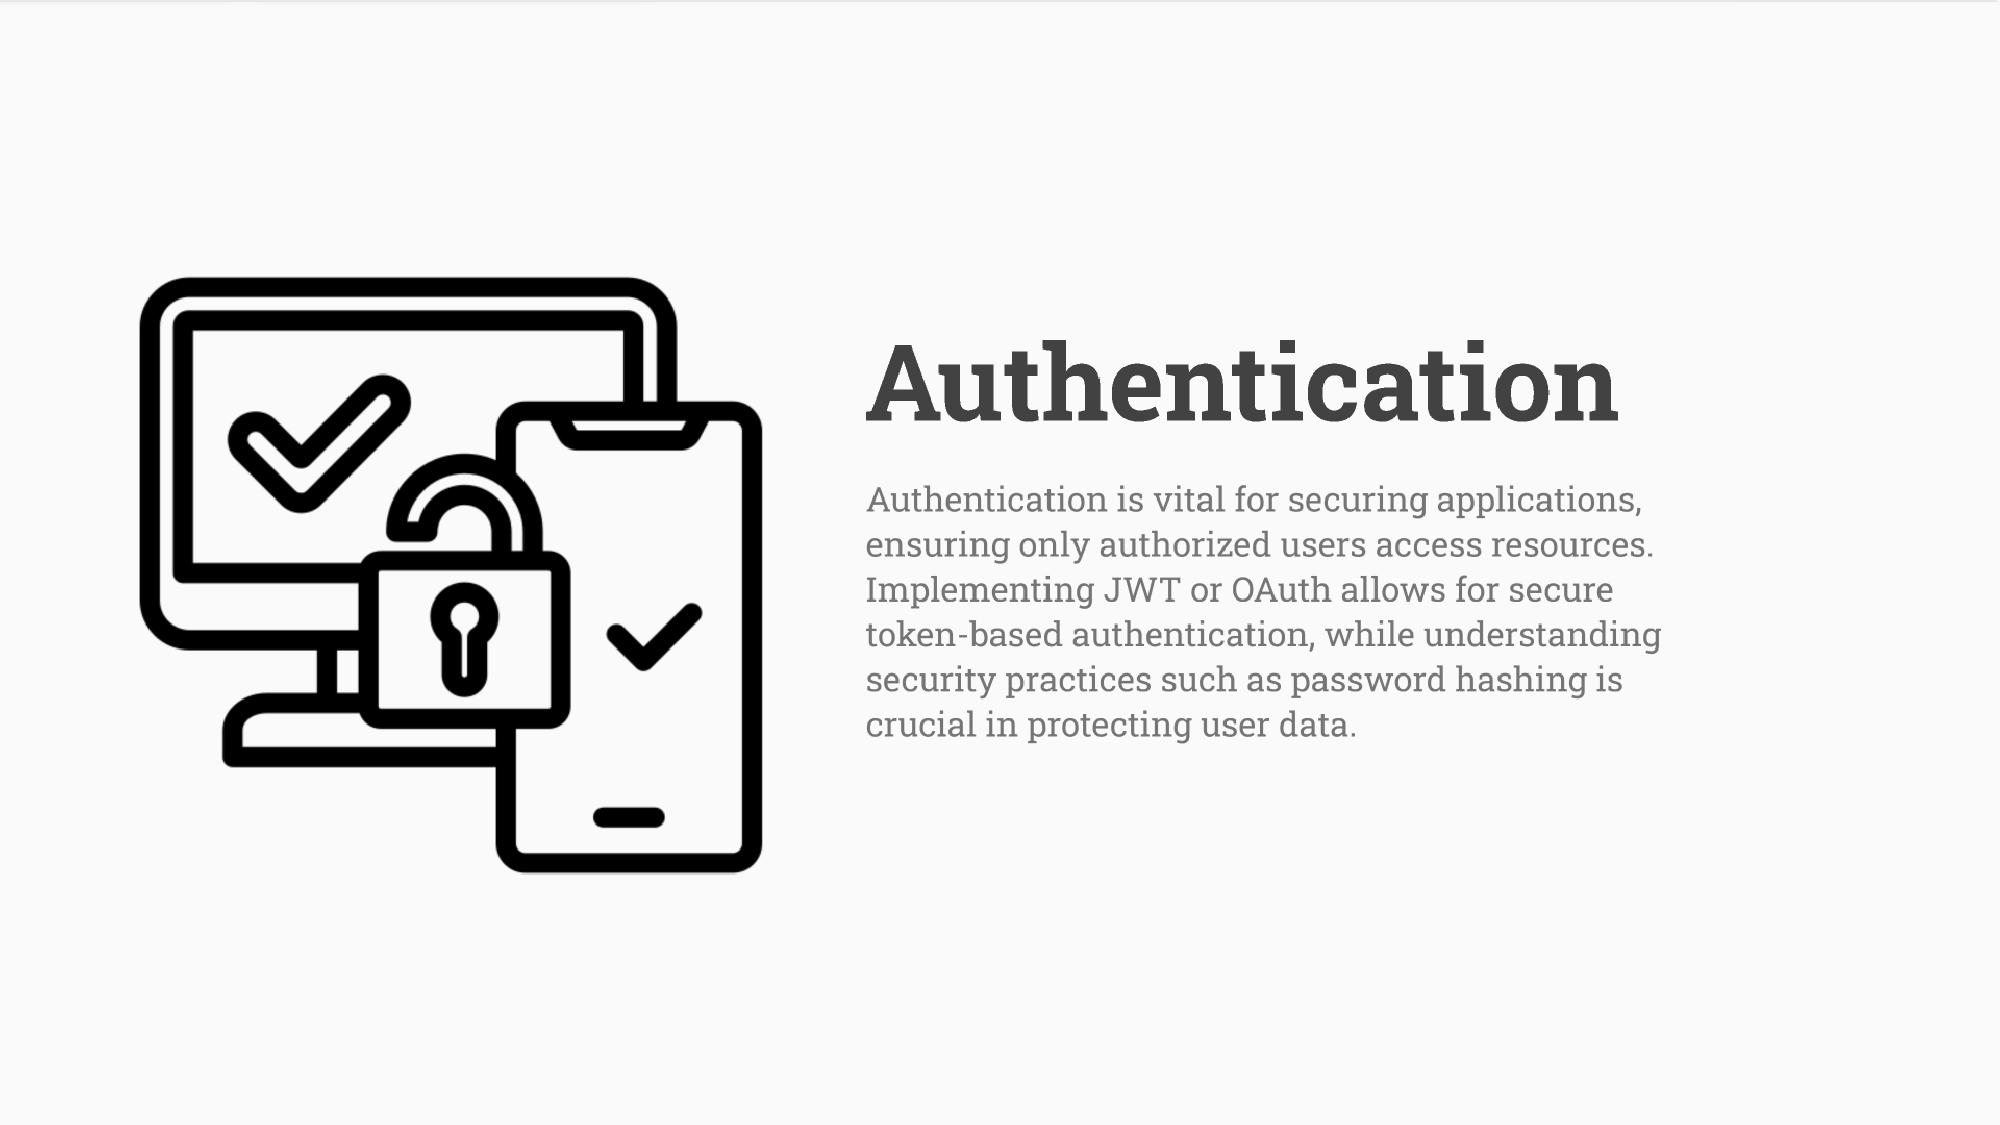 Authentication
Authentication is vital for securing applications,
ensuring only authorized users access resources.
Implementing JWT or OAuth allows for secure
token-based authentication, while understanding
security practices such as password hashing is
crucial in protecting user data.